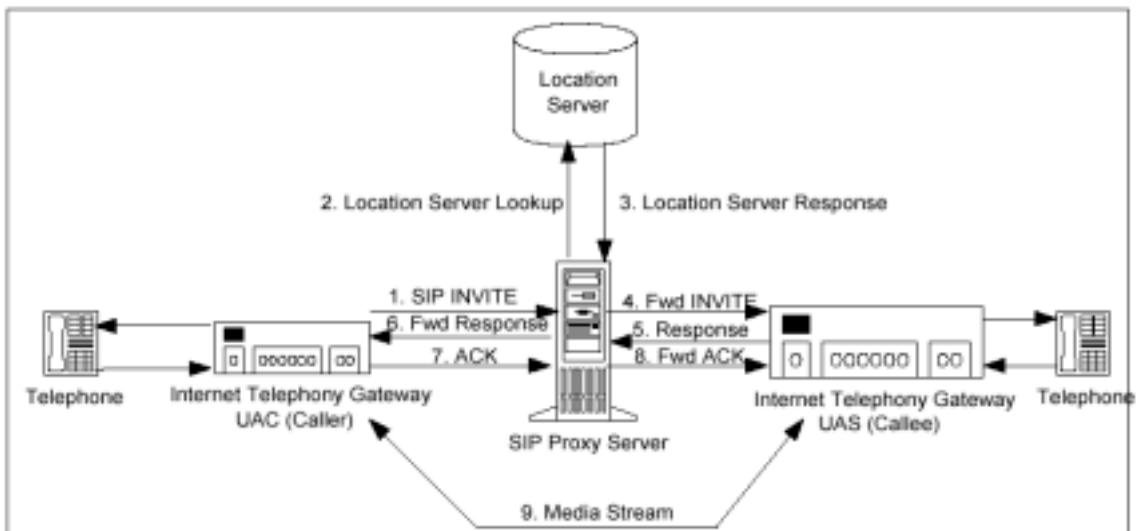 Location
Server
2. Location Server Lookup
3. Location Server Response
1. SIP INVITE
4. Fwd INVITE
6. Fwd Response
5. Response
7. ACK
8. Fwd ACK
Telephone
Internet Telephony Gateway
UAC (Caller)
SIP Proxy Server
Internet Telephony Gateway
UAS (Callee)
Telephone
9. Media Stream